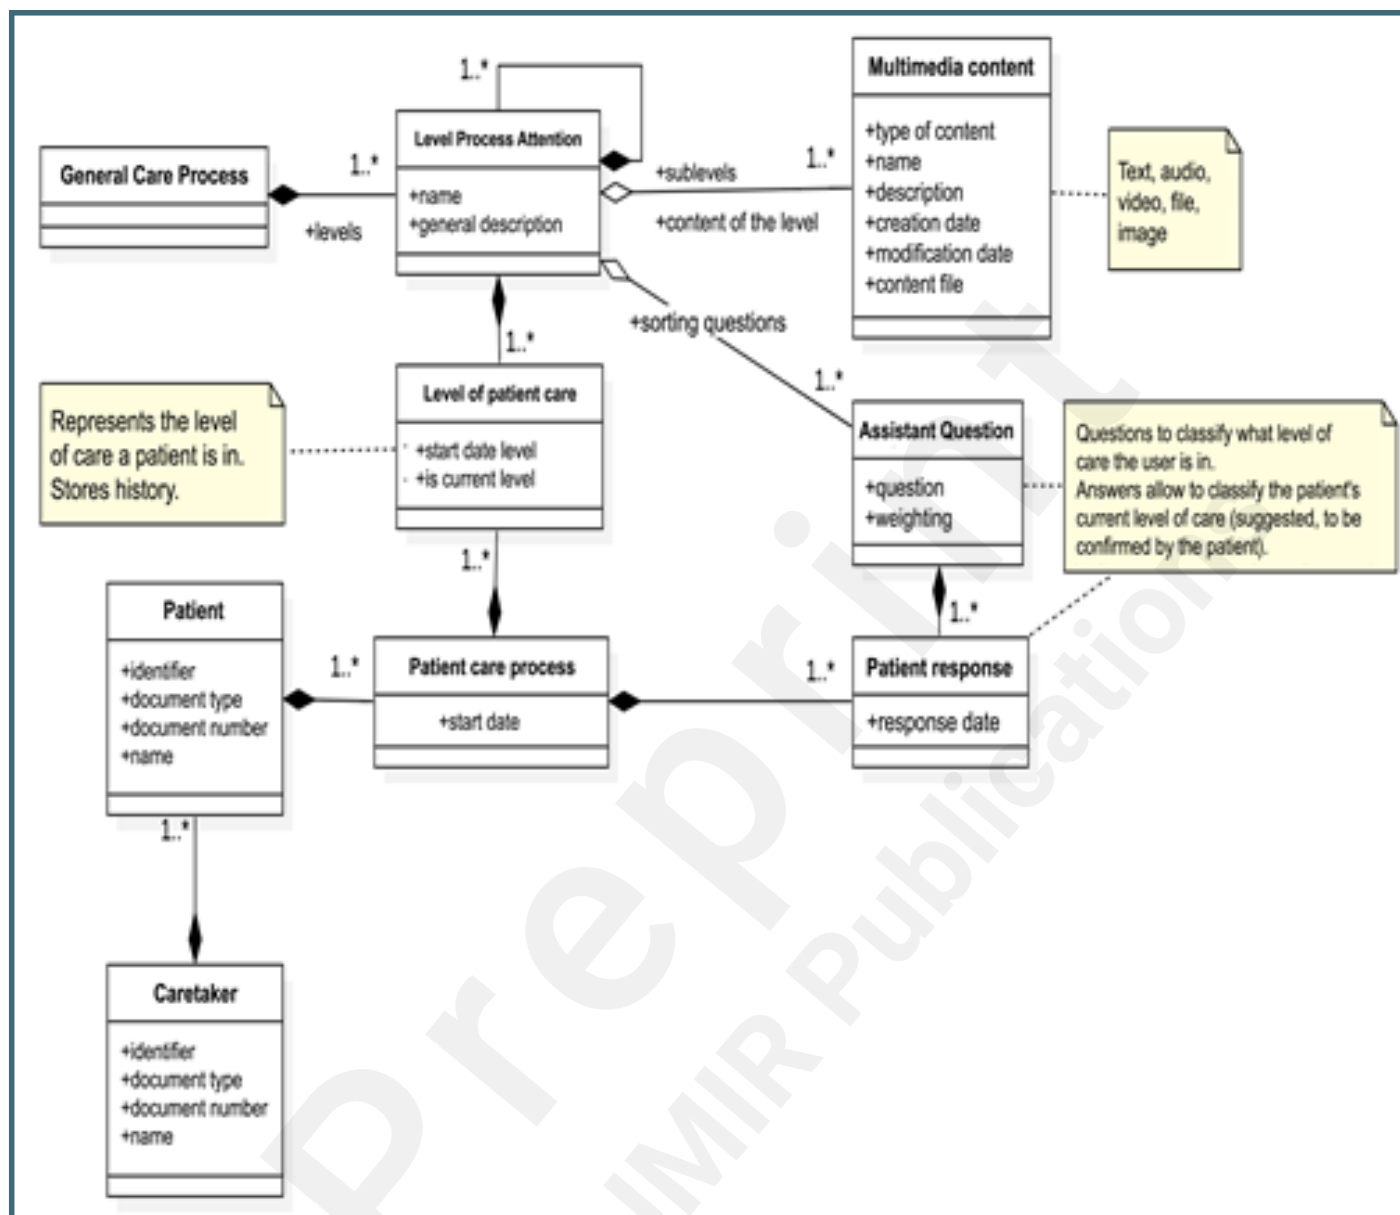 1..*
Multimedia content
+type of content
+name
+description
+creation date
+modification date
+content file
Text, audio,
video, file,
image
Level Process Attention
+name
+general description
General Care Process
1..*
+levels
+sublevels
1..*
+content of the level
+sorting questions
1..*
1..*
Level of patient care
+start date level
+is current level
Represents the level
of care a patient is in.
Stores history.
Assistant Question
+question
+weighting
Questions to classify what level of
care the user is in.
Answers allow to classify the patient's
current level of care (suggested, to be
confirmed by the patient).
1..*
1..*
Patient
+identifier
+document type
+document number
+name
1..*
Patient care process
+start date
1..*
Patient response
+response date
1..*
Caretaker
+identifier
+document type
+document number
+name
Preprint
JMIR Publications